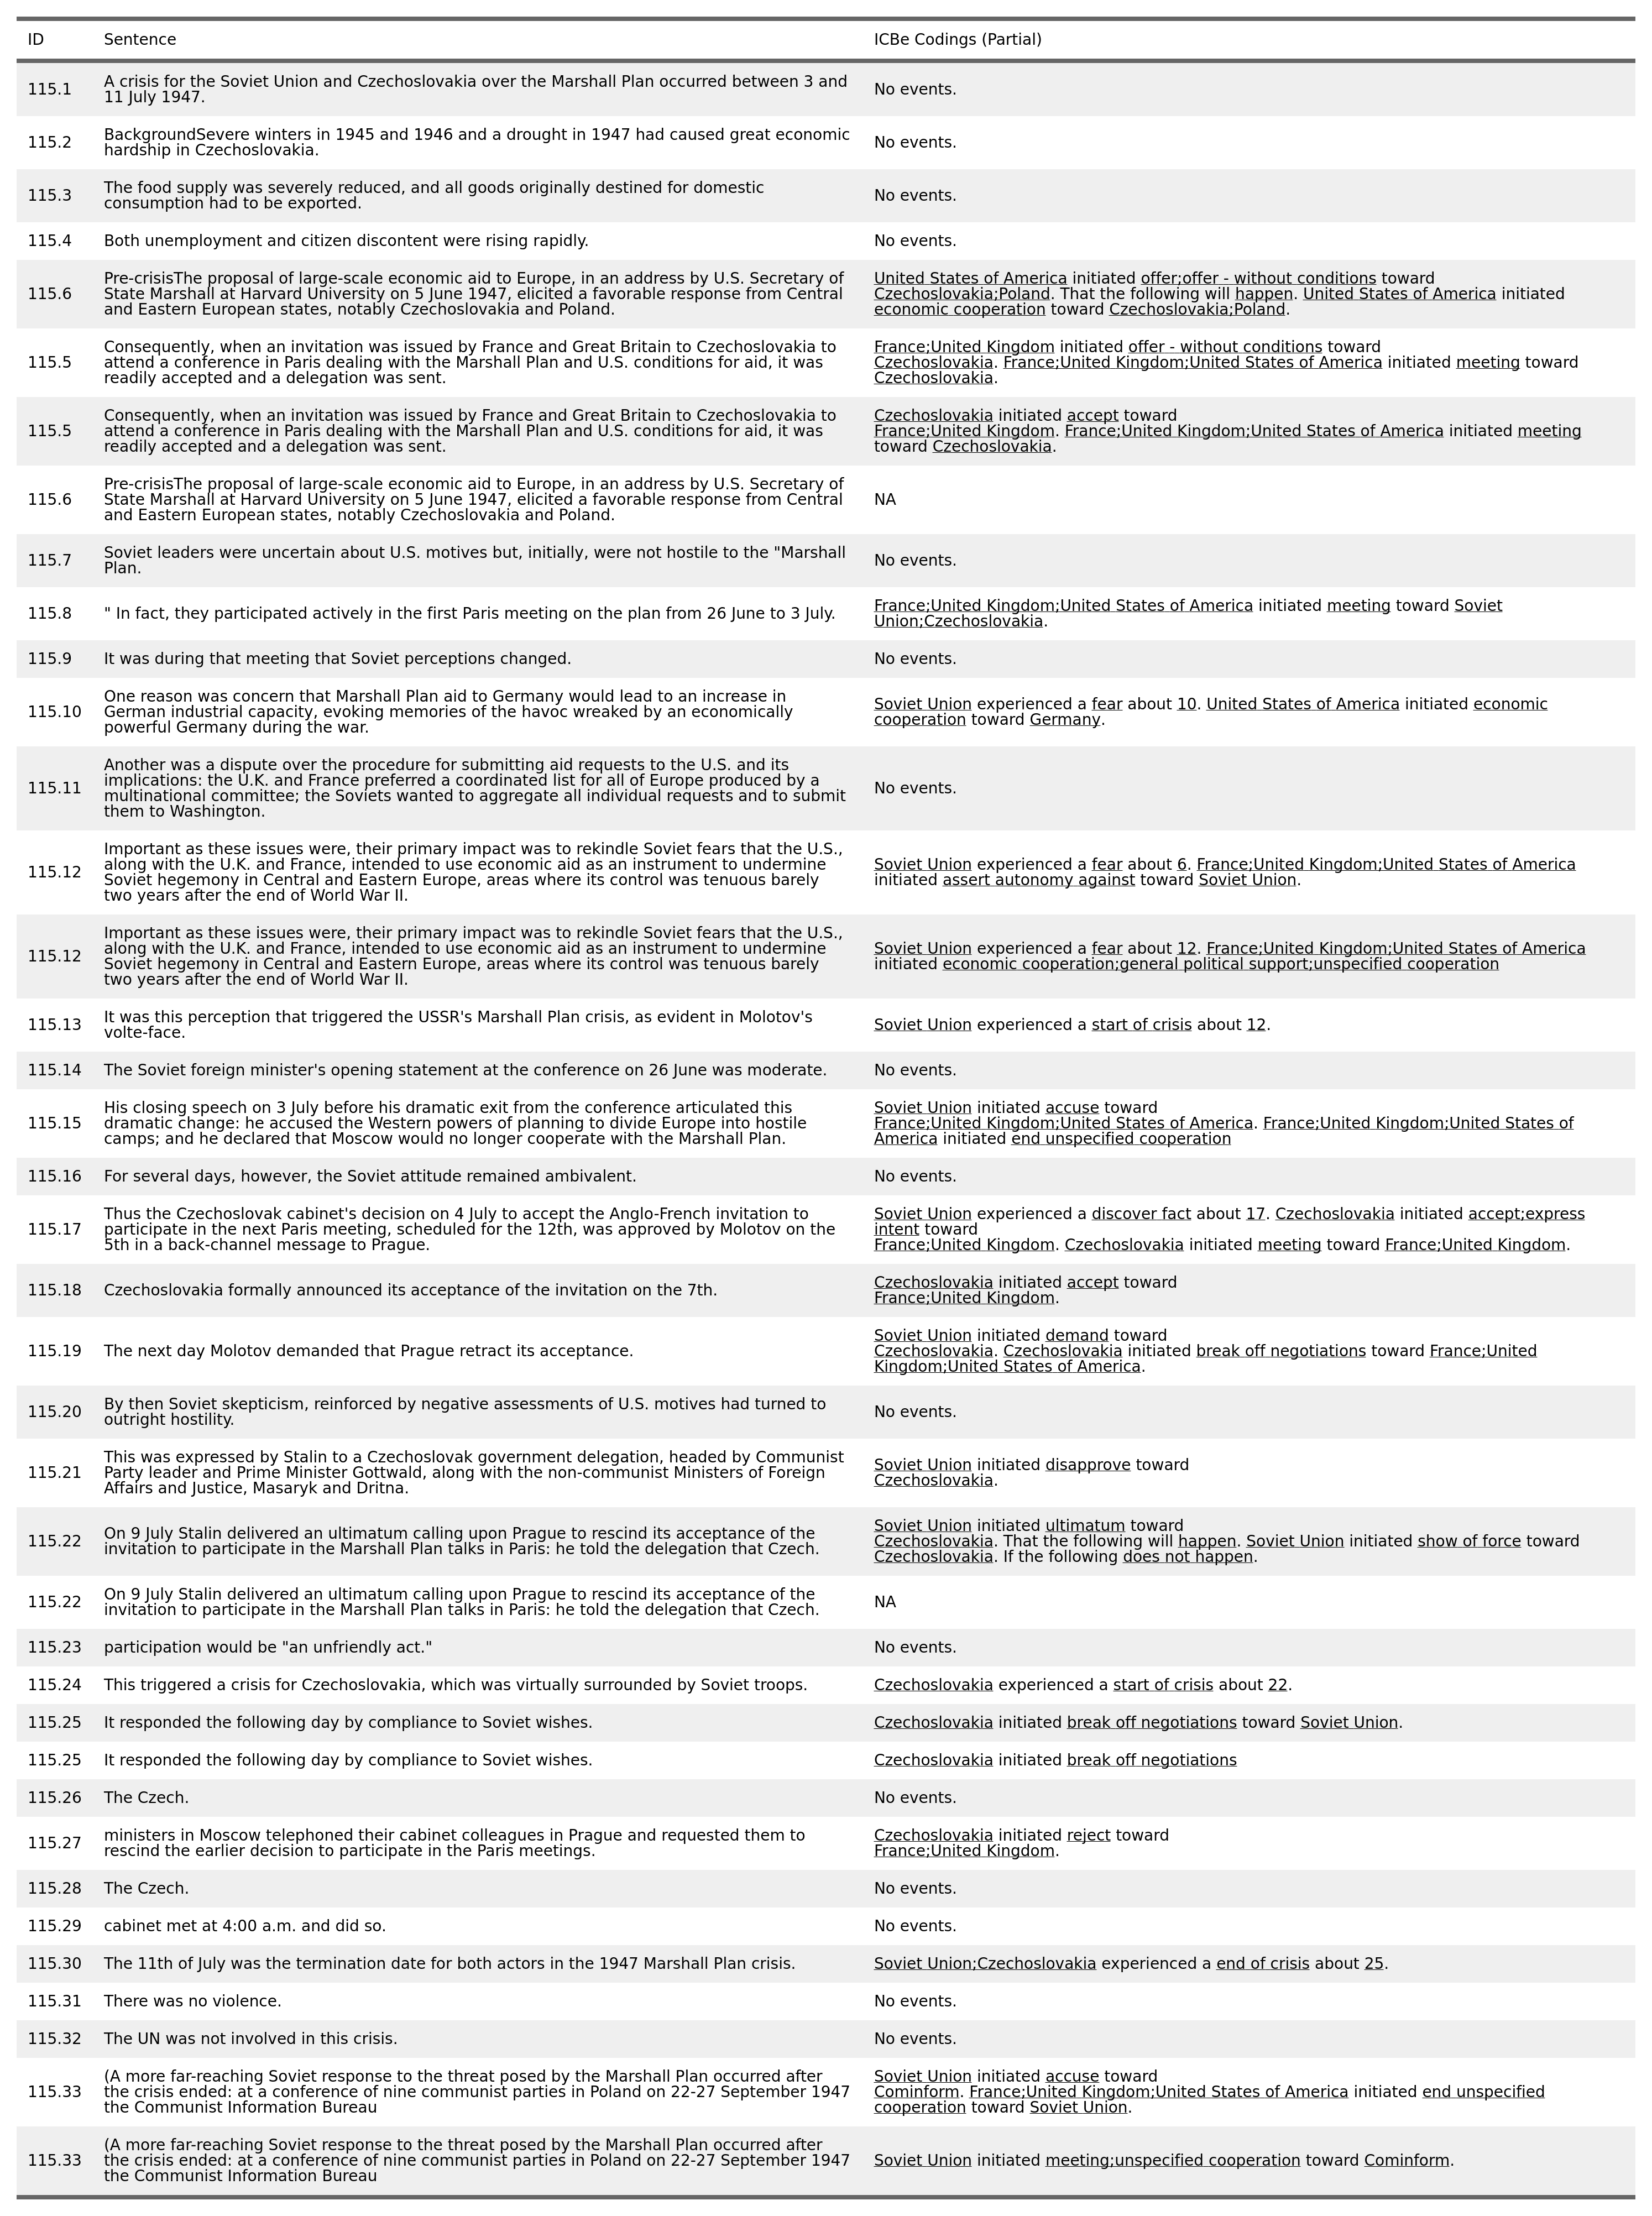 ID Sentence ICBe Codings (Partial)
115.1 A crisis for the Soviet Union and Czechoslovakia over the Marshall Plan occurred between 3 and
11 July 1947. No events.
115.2 BackgroundSevere winters in 1945 and 1946 and a drought in 1947 had caused great economic
hardship in Czechoslovakia. No events.
115.3 The food supply was severely reduced, and all goods originally destined for domestic
consumption had to be exported. No events.
115.4 Both unemployment and citizen discontent were rising rapidly. No events.
115.6 Pre-crisisThe proposal of large-scale economic aid to Europe, in an address by U.S. Secretary of
State Marshall at Harvard University on 5 June 1947, elicited a favorable response from Central
and Eastern European states, notably Czechoslovakia and Poland.
United States of America initiated offer;offer - without conditions toward
Czechoslovakia;Poland. That the following will happen. United States of America initiated
economic cooperation toward Czechoslovakia;Poland.
115.5 Consequently, when an invitation was issued by France and Great Britain to Czechoslovakia to
attend a conference in Paris dealing with the Marshall Plan and U.S. conditions for aid, it was
readily accepted and a delegation was sent.
France;United Kingdom initiated offer - without conditions toward
Czechoslovakia. France;United Kingdom;United States of America initiated meeting toward
Czechoslovakia.
115.5 Consequently, when an invitation was issued by France and Great Britain to Czechoslovakia to
attend a conference in Paris dealing with the Marshall Plan and U.S. conditions for aid, it was
readily accepted and a delegation was sent.
Czechoslovakia initiated accept toward
France;United Kingdom. France;United Kingdom;United States of America initiated meeting
toward Czechoslovakia.
115.6 Pre-crisisThe proposal of large-scale economic aid to Europe, in an address by U.S. Secretary of
State Marshall at Harvard University on 5 June 1947, elicited a favorable response from Central
and Eastern European states, notably Czechoslovakia and Poland.
NA
115.7 Soviet leaders were uncertain about U.S. motives but, initially, were not hostile to the "Marshall
Plan. No events.
115.8 " In fact, they participated actively in the first Paris meeting on the plan from 26 June to 3 July.
France;United Kingdom;United States of America initiated meeting toward Soviet
Union;Czechoslovakia.
115.9 It was during that meeting that Soviet perceptions changed. No events.
115.10 One reason was concern that Marshall Plan aid to Germany would lead to an increase in
German industrial capacity, evoking memories of the havoc wreaked by an economically
powerful Germany during the war.
Soviet Union experienced a fear about 10. United States of America initiated economic
cooperation toward Germany.
115.11 Another was a dispute over the procedure for submitting aid requests to the U.S. and its
implications: the U.K. and France preferred a coordinated list for all of Europe produced by a
multinational committee; the Soviets wanted to aggregate all individual requests and to submit
them to Washington.
No events.
115.12 Important as these issues were, their primary impact was to rekindle Soviet fears that the U.S.,
along with the U.K. and France, intended to use economic aid as an instrument to undermine
Soviet hegemony in Central and Eastern Europe, areas where its control was tenuous barely
two years after the end of World War II.
Soviet Union experienced a fear about 6. France;United Kingdom;United States of America
initiated assert autonomy against toward Soviet Union.
115.12 Important as these issues were, their primary impact was to rekindle Soviet fears that the U.S.,
along with the U.K. and France, intended to use economic aid as an instrument to undermine
Soviet hegemony in Central and Eastern Europe, areas where its control was tenuous barely
two years after the end of World War II.
Soviet Union experienced a fear about 12. France;United Kingdom;United States of America
initiated economic cooperation;general political support;unspecified cooperation
115.13 It was this perception that triggered the USSR's Marshall Plan crisis, as evident in Molotov's
volte-face.
Soviet Union experienced a start of crisis about 12.
115.14 The Soviet foreign minister's opening statement at the conference on 26 June was moderate. No events.
115.15 His closing speech on 3 July before his dramatic exit from the conference articulated this
dramatic change: he accused the Western powers of planning to divide Europe into hostile
camps; and he declared that Moscow would no longer cooperate with the Marshall Plan.
Soviet Union initiated accuse toward
France;United Kingdom;United States of America. France;United Kingdom;United States of
America initiated end unspecified cooperation
115.16 For several days, however, the Soviet attitude remained ambivalent. No events.
115.17 Thus the Czechoslovak cabinet's decision on 4 July to accept the Anglo-French invitation to
participate in the next Paris meeting, scheduled for the 12th, was approved by Molotov on the
5th in a back-channel message to Prague.
Soviet Union experienced a discover fact about 17. Czechoslovakia initiated accept;express
intent toward
France;United Kingdom. Czechoslovakia initiated meeting toward France;United Kingdom.
115.18 Czechoslovakia formally announced its acceptance of the invitation on the 7th.
Czechoslovakia initiated accept toward
France;United Kingdom.
115.19 The next day Molotov demanded that Prague retract its acceptance.
Soviet Union initiated demand toward
Czechoslovakia. Czechoslovakia initiated break off negotiations toward France;United
Kingdom;United States of America.
115.20 By then Soviet skepticism, reinforced by negative assessments of U.S. motives had turned to
outright hostility. No events.
115.21 This was expressed by Stalin to a Czechoslovak government delegation, headed by Communist
Party leader and Prime Minister Gottwald, along with the non-communist Ministers of Foreign
Affairs and Justice, Masaryk and Dritna.
Soviet Union initiated disapprove toward
Czechoslovakia.
115.22 On 9 July Stalin delivered an ultimatum calling upon Prague to rescind its acceptance of the
invitation to participate in the Marshall Plan talks in Paris: he told the delegation that Czech.
Soviet Union initiated ultimatum toward
Czechoslovakia. That the following will happen. Soviet Union initiated show of force toward
Czechoslovakia. If the following does not happen.
115.22 On 9 July Stalin delivered an ultimatum calling upon Prague to rescind its acceptance of the
invitation to participate in the Marshall Plan talks in Paris: he told the delegation that Czech.
NA
115.23 participation would be "an unfriendly act." No events.
115.24 This triggered a crisis for Czechoslovakia, which was virtually surrounded by Soviet troops. Czechoslovakia experienced a start of crisis about 22.
115.25 It responded the following day by compliance to Soviet wishes. Czechoslovakia initiated break off negotiations toward Soviet Union.
115.25 It responded the following day by compliance to Soviet wishes. Czechoslovakia initiated break off negotiations
115.26 The Czech. No events.
115.27 ministers in Moscow telephoned their cabinet colleagues in Prague and requested them to
rescind the earlier decision to participate in the Paris meetings.
Czechoslovakia initiated reject toward
France;United Kingdom.
115.28 The Czech. No events.
115.29 cabinet met at 4:00 a.m. and did so. No events.
115.30 The 11th of July was the termination date for both actors in the 1947 Marshall Plan crisis. Soviet Union;Czechoslovakia experienced a end of crisis about 25.
115.31 There was no violence. No events.
115.32 The UN was not involved in this crisis. No events.
115.33 (A more far-reaching Soviet response to the threat posed by the Marshall Plan occurred after
the crisis ended: at a conference of nine communist parties in Poland on 22-27 September 1947
the Communist Information Bureau
Soviet Union initiated accuse toward
Cominform. France;United Kingdom;United States of America initiated end unspecified
cooperation toward Soviet Union.
115.33 (A more far-reaching Soviet response to the threat posed by the Marshall Plan occurred after
the crisis ended: at a conference of nine communist parties in Poland on 22-27 September 1947
the Communist Information Bureau
Soviet Union initiated meeting;unspecified cooperation toward Cominform.